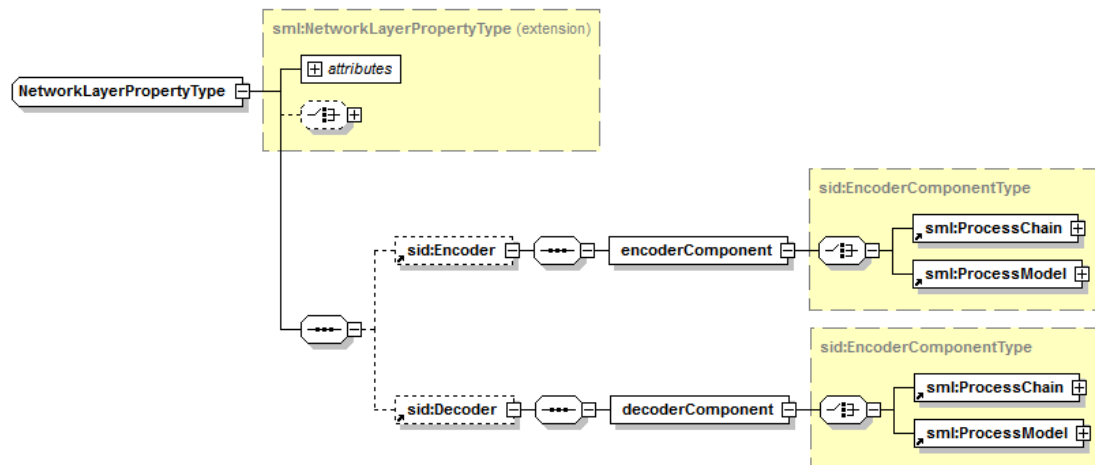 sml:NetworkLayerPropertyType (extension)
attributes
NetworkLayerPropertyType
sid:EncoderComponentType
sml:ProcessChain
sid:Encoder
encoderComponent
sml:ProcessModel
sid:EncoderComponentType
sml:ProcessChain
sid:Decoder
decoderComponent
sml:ProcessModel